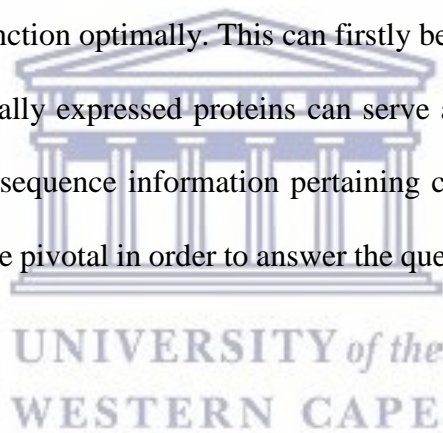 nction optimally. This can firstly be
ally expressed proteins can serve a
sequence information pertaining c
e pivotal in order to answer the que
UNIVERSITY of the
WESTERN CAPE